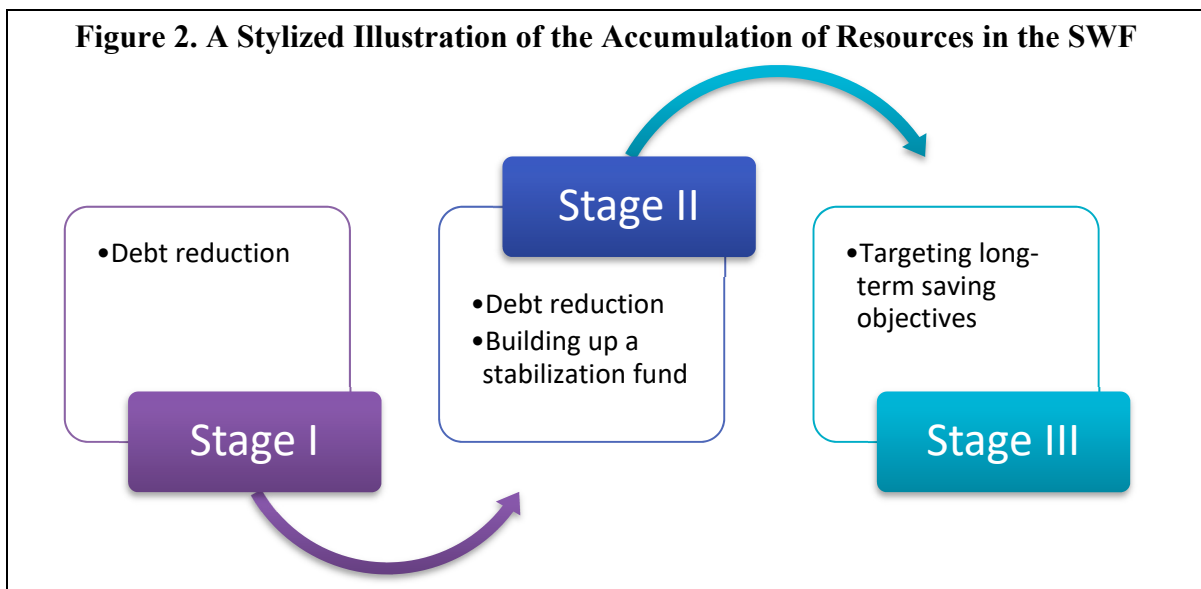 Figure 2. A Stylized Illustration of the Accumulation of Resources in the SWF
•Debt reduction
Stage I
Stage II
•Debt reduction
•Building up a
stabilization fund
•Targeting long-
term saving
objectives
Stage III